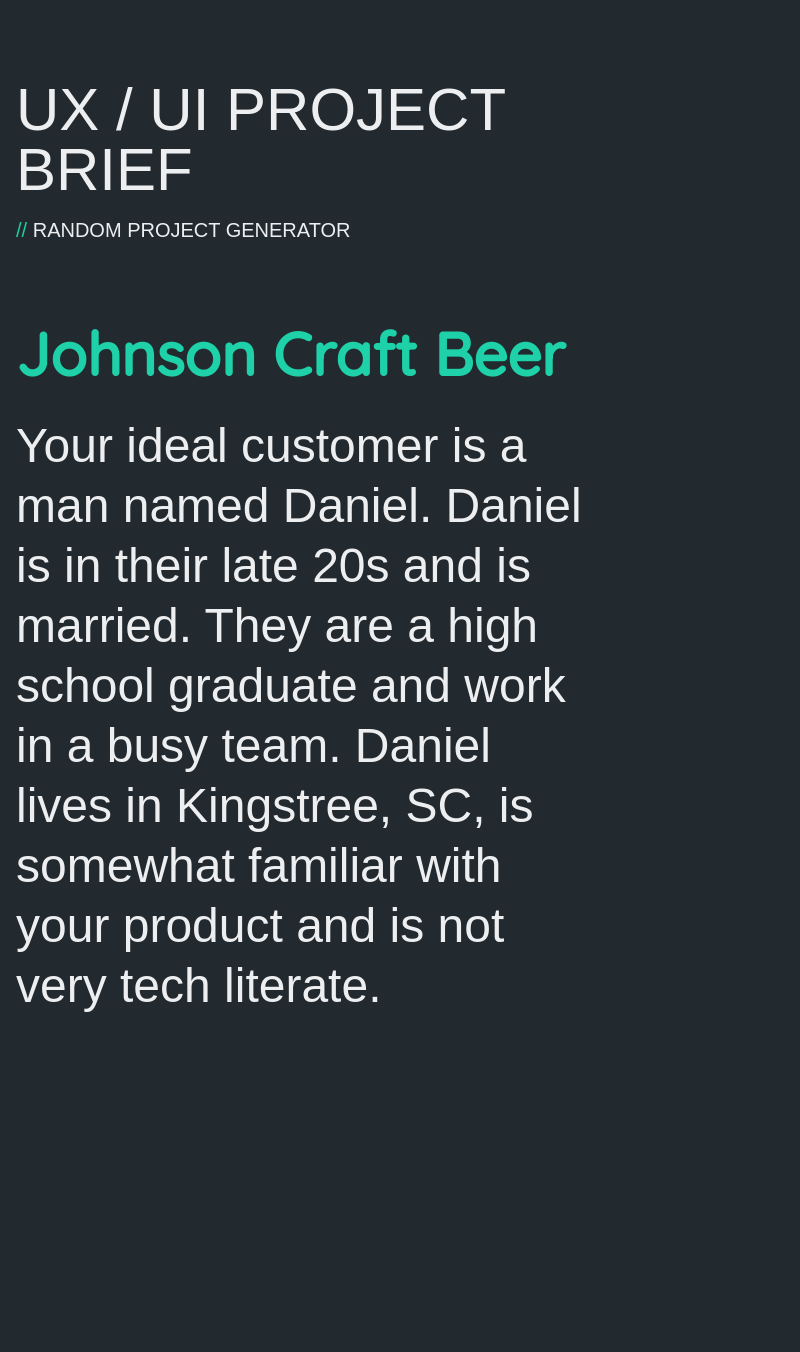 UX / UI PROJECT
BRIEF
// RANDOM PROJECT GENERATOR
Johnson Craft Beer
Your ideal customer is a
man named Daniel. Daniel
is in their late 20s and is
married. They are a high
school graduate and work
in a busy team. Daniel
lives in Kingstree, SC, is
somewhat familiar with
your product and is not
very tech literate.